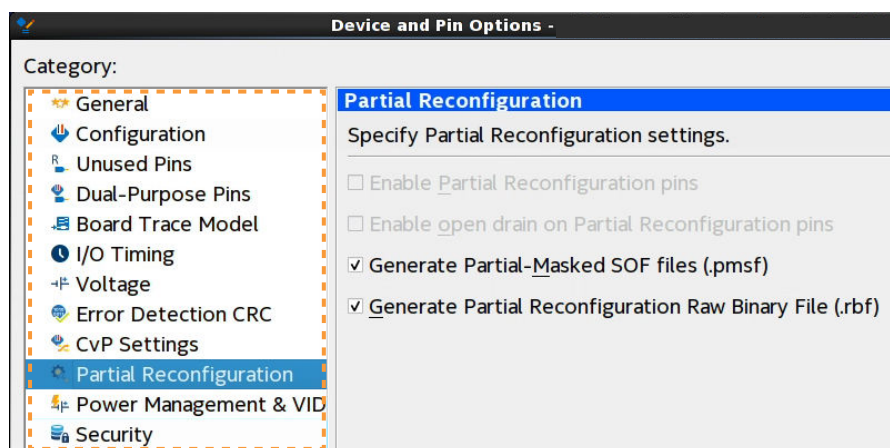 Device and Pin Options -
Category:
General
Configuration
Unused Pins
Dual-Purpose Pins
Board Trace Model
I/O Timing
Voltage
Error Detection CRC
CvP Settings
Partial Reconfiguration
Power Management & VID
Security
Partial Reconfiguration
Specify Partial Reconfiguration settings.
Enable Partial Reconfiguration pins
Enable open drain on Partial Reconfiguration pins
Generate Partial-Masked SOF files (.pmsf)
Generate Partial Reconfiguration Raw Binary File (.rbf)